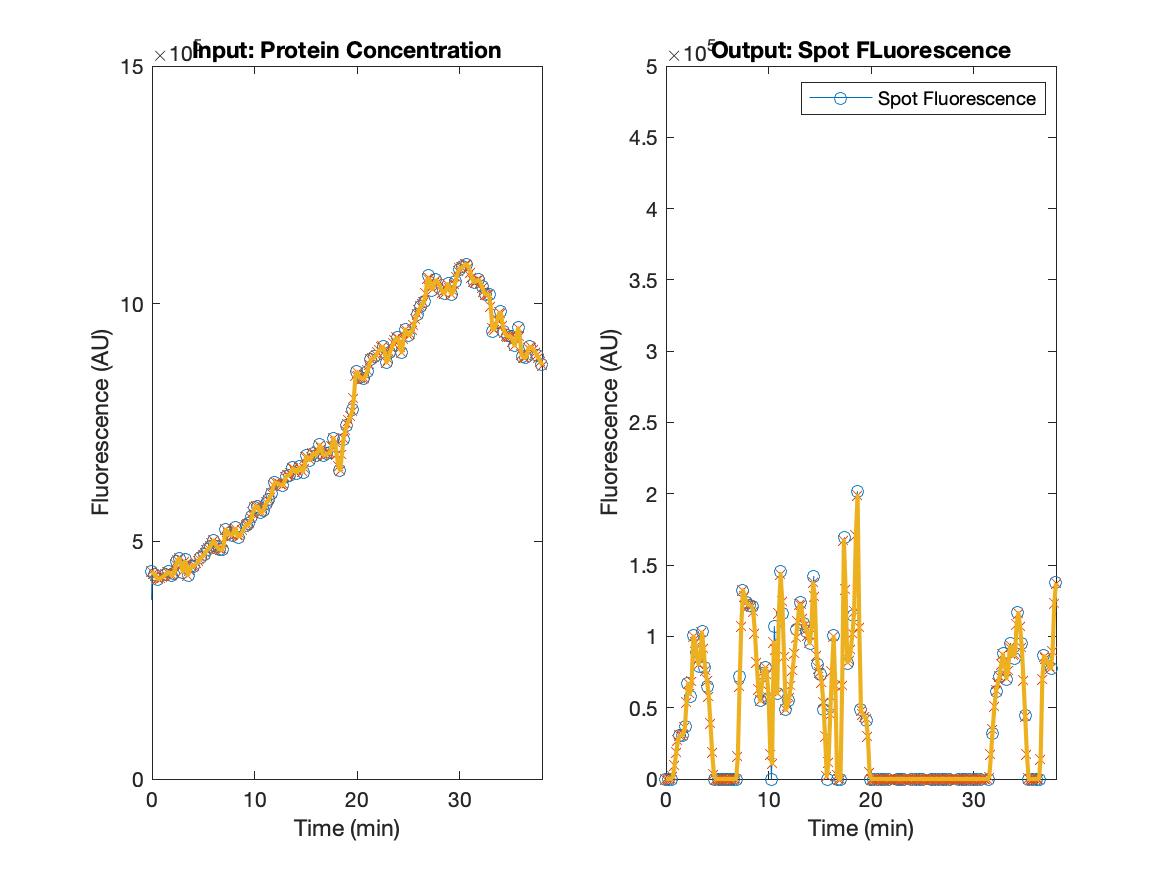 ×10⁵
Input: Protein Concentration
15
10
5
0
0 10 20 30
Fluorescence (AU)
Time (min)
×10⁵
Output: Spot FLuorescence
Spot Fluorescence
5
4.5
4
3.5
3
2.5
2
1.5
1
0.5
0
0 10 20 30
Fluorescence (AU)
Time (min)